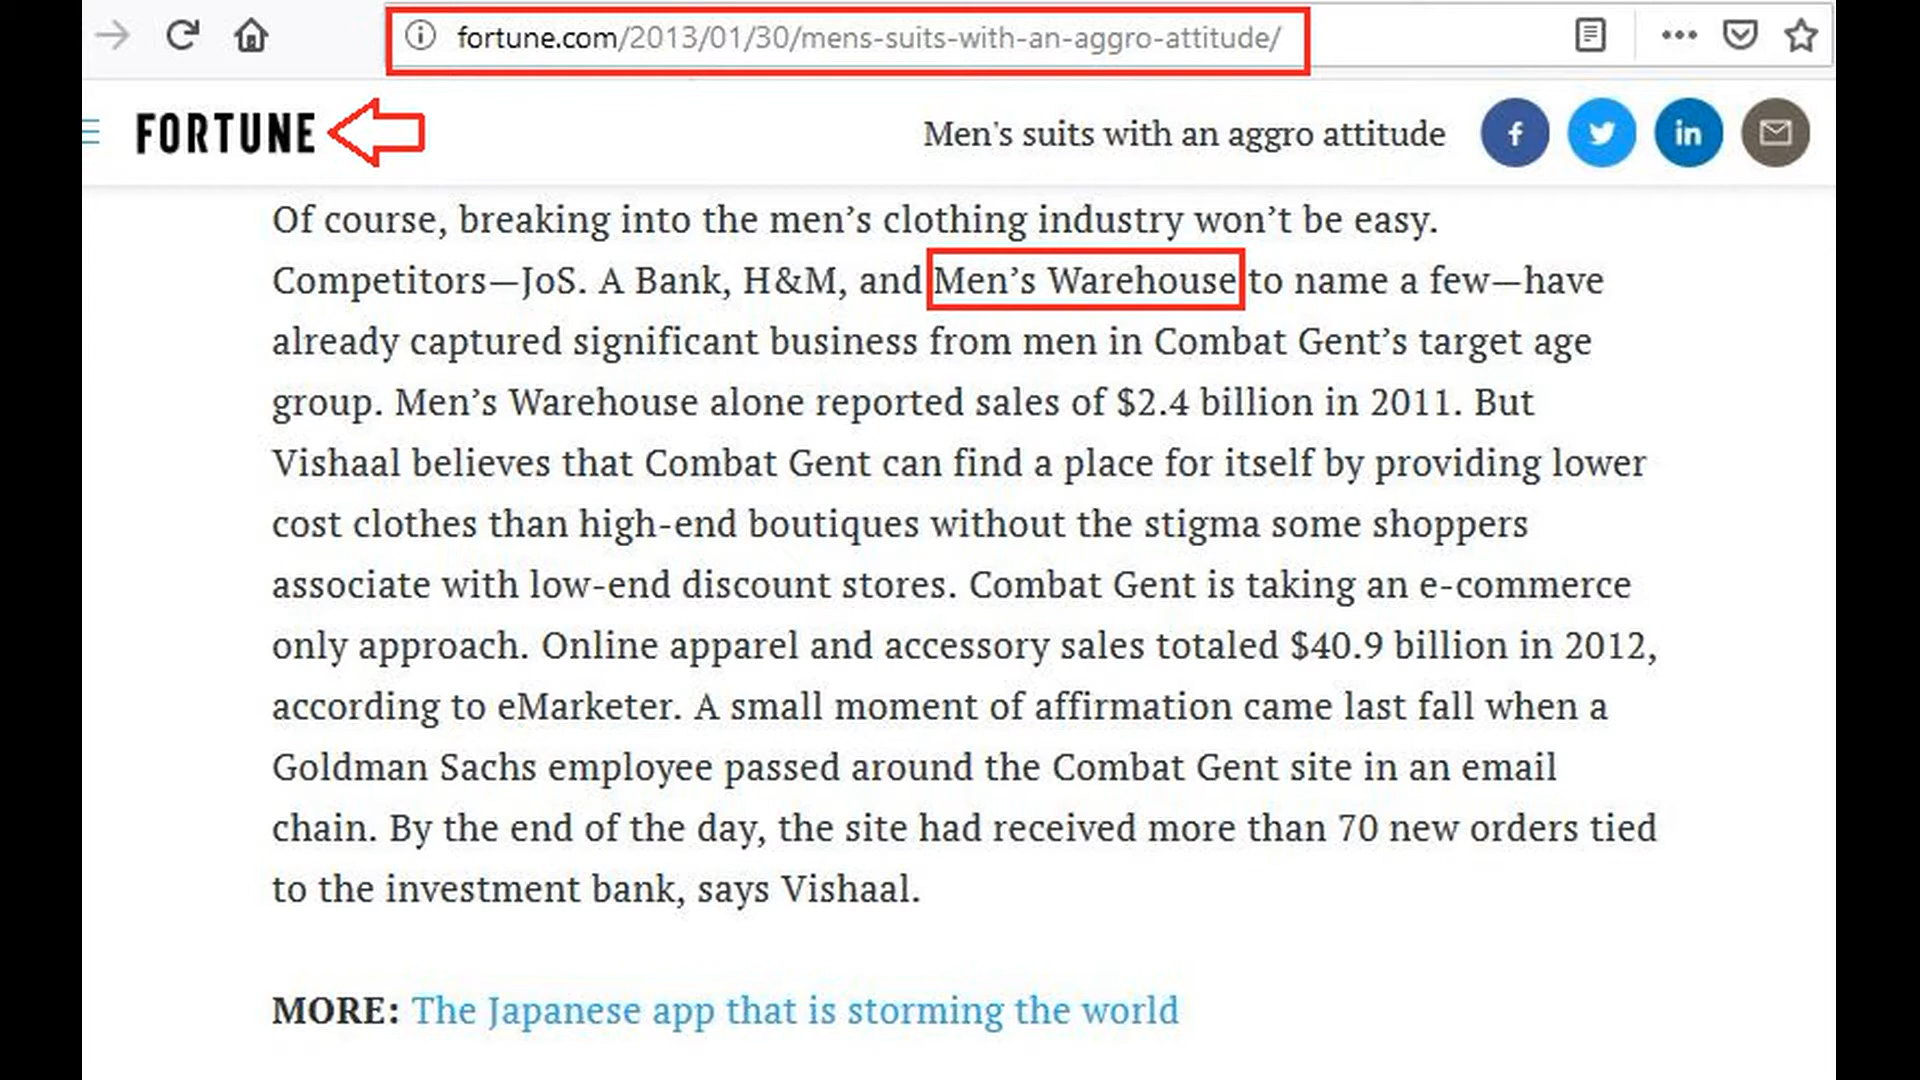 fortune.com/2013/01/30/mens-suits-with-an-aggro-attitude/
FORTUNE
Men's suits with an aggro attitude
Of course, breaking into the men’s clothing industry won’t be easy.
Competitors—JoS. A Bank, H&M, and Men’s Warehouse to name a few—have
already captured significant business from men in Combat Gent’s target age
group. Men’s Warehouse alone reported sales of $2.4 billion in 2011. But
Vishaal believes that Combat Gent can find a place for itself by providing lower
cost clothes than high-end boutiques without the stigma some shoppers
associate with low-end discount stores. Combat Gent is taking an e-commerce
only approach. Online apparel and accessory sales totaled $40.9 billion in 2012,
according to eMarketer. A small moment of affirmation came last fall when a
Goldman Sachs employee passed around the Combat Gent site in an email
chain. By the end of the day, the site had received more than 70 new orders tied
to the investment bank, says Vishaal.
MORE: The Japanese app that is storming the world